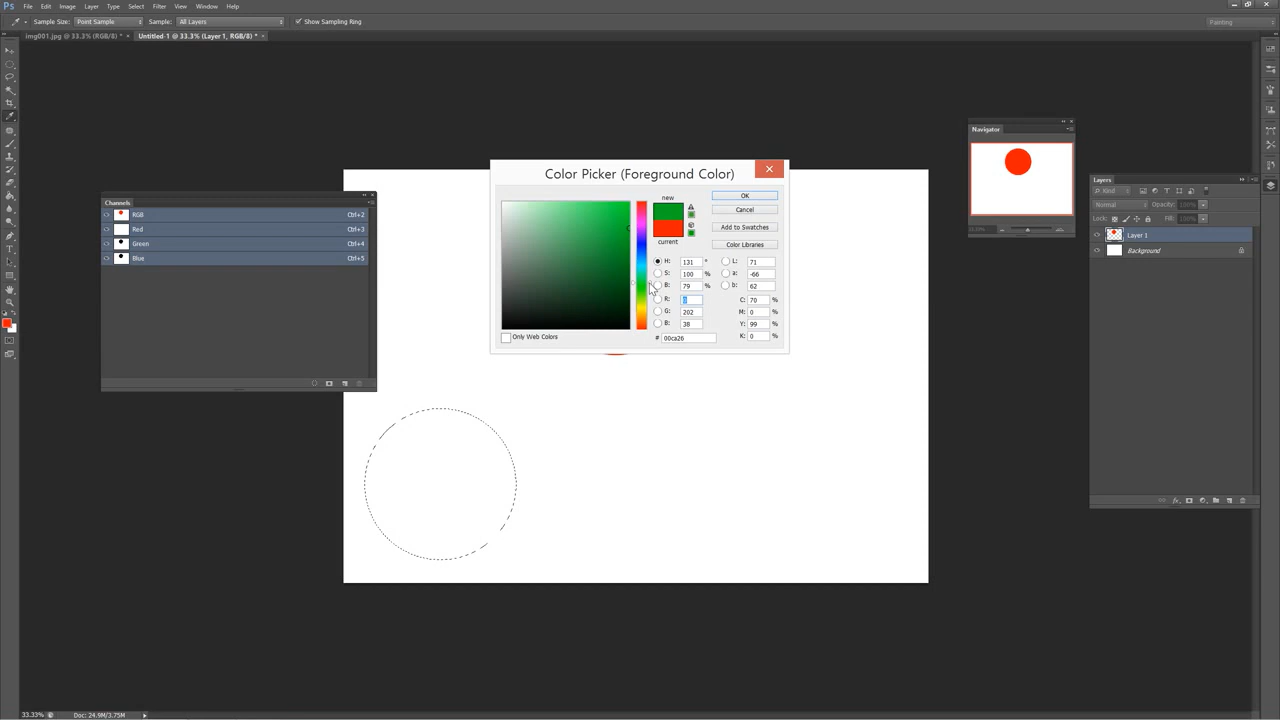 Ps File Edit Image Layer Type Select Filter View Window Help
Sample Size: Point Sample Sample: All Layers Show Sampling Ring Painting
img001.jpg @ 33.3% (RGB/8) * × Untitled-1 @ 33.3% (Layer 1, RGB/8) * ×
Navigator
33.33%
Channels
RGB Ctrl+2
Red Ctrl+3
Green Ctrl+4
Blue Ctrl+5
Color Picker (Foreground Color)
new
current
OK
Cancel
Add to Swatches
Color Libraries
H: 131 ° L: 71
S: 100 % a: -66
B: 79 % b: 62
R: 0 C: 70 %
G: 202 M: 0 %
B: 38 Y: 99 %
# 00ca26 K: 0 %
Only Web Colors
Layers
Kind
Normal Opacity: 100%
Lock: Fill: 100%
Layer 1
Background
33.33% Doc: 24.9M/3.75M